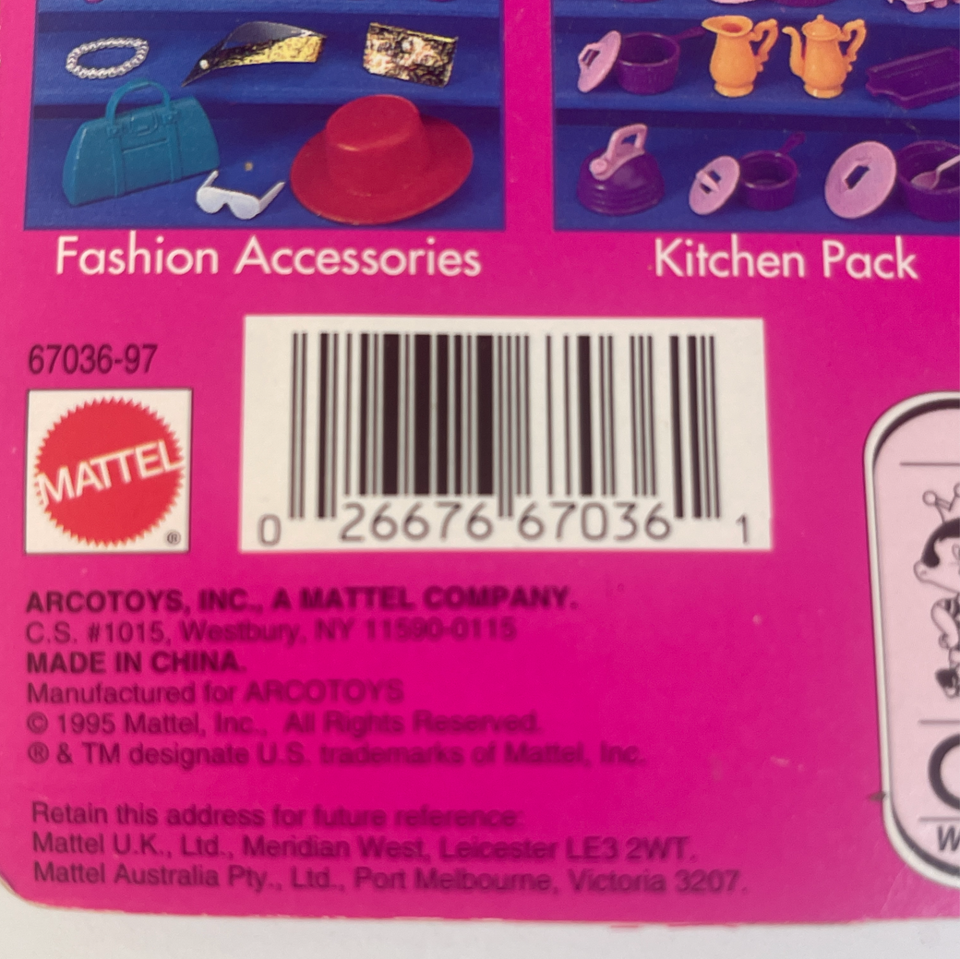 Fashion Accessories
Kitchen Pack
67036-97
MATTEL
®
0 26676 67036 1
ARCOTOYS, INC., A MATTEL COMPANY.
C.S. #1015, Westbury, NY 11590-0115
MADE IN CHINA.
Manufactured for ARCOTOYS
© 1995 Mattel, Inc., All Rights Reserved.
® & TM designate U.S. trademarks of Mattel, Inc.
Retain this address for future reference:
Mattel U.K., Ltd., Meridian West, Leicester LE3 2WT.
Mattel Australia Pty., Ltd., Port Melbourne, Victoria 3207.